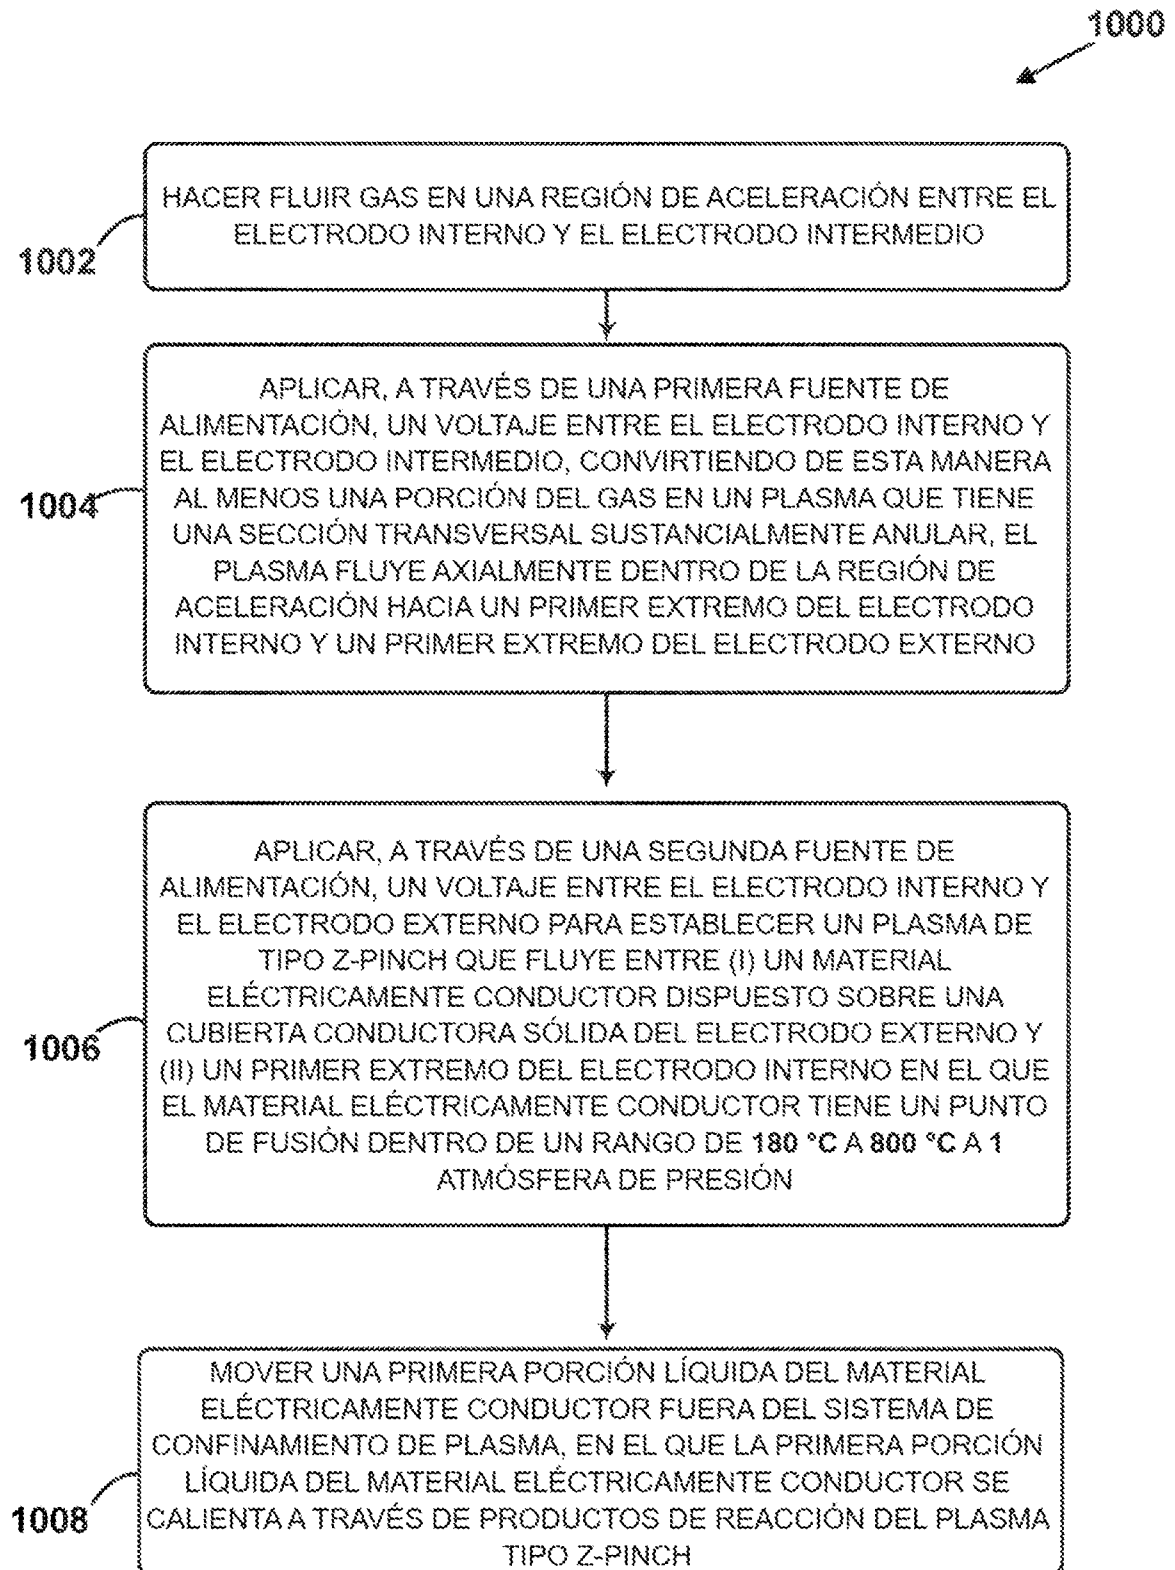 1000
HACER FLUIR GAS EN UNA REGIÓN DE ACELERACIÓN ENTRE EL
ELECTRODO INTERNO Y EL ELECTRODO INTERMEDIO
1002
APLICAR, A TRAVÉS DE UNA PRIMERA FUENTE DE
ALIMENTACIÓN, UN VOLTAJE ENTRE EL ELECTRODO INTERNO Y
EL ELECTRODO INTERMEDIO, CONVIRTIENDO DE ESTA MANERA
AL MENOS UNA PORCIÓN DEL GAS EN UN PLASMA QUE TIENE
UNA SECCIÓN TRANSVERSAL SUSTANCIALMENTE ANULAR, EL
PLASMA FLUYE AXIALMENTE DENTRO DE LA REGIÓN DE
ACELERACIÓN HACIA UN PRIMER EXTREMO DEL ELECTRODO
INTERNO Y UN PRIMER EXTREMO DEL ELECTRODO EXTERNO
1004
APLICAR, A TRAVÉS DE UNA SEGUNDA FUENTE DE
ALIMENTACIÓN, UN VOLTAJE ENTRE EL ELECTRODO INTERNO Y
EL ELECTRODO EXTERNO PARA ESTABLECER UN PLASMA DE
TIPO Z-PINCH QUE FLUYE ENTRE (I) UN MATERIAL
ELÉCTRICAMENTE CONDUCTOR DISPUESTO SOBRE UNA
CUBIERTA CONDUCTORA SÓLIDA DEL ELECTRODO EXTERNO Y
(II) UN PRIMER EXTREMO DEL ELECTRODO INTERNO EN EL QUE
EL MATERIAL ELÉCTRICAMENTE CONDUCTOR TIENE UN PUNTO
DE FUSIÓN DENTRO DE UN RANGO DE 180 °C A 800 °C A 1
ATMÓSFERA DE PRESIÓN
1006
MOVER UNA PRIMERA PORCIÓN LÍQUIDA DEL MATERIAL
ELÉCTRICAMENTE CONDUCTOR FUERA DEL SISTEMA DE
CONFINAMIENTO DE PLASMA, EN EL QUE LA PRIMERA PORCIÓN
LÍQUIDA DEL MATERIAL ELÉCTRICAMENTE CONDUCTOR SE
CALIENTA A TRAVÉS DE PRODUCTOS DE REACCIÓN DEL PLASMA
TIPO Z-PINCH
1008